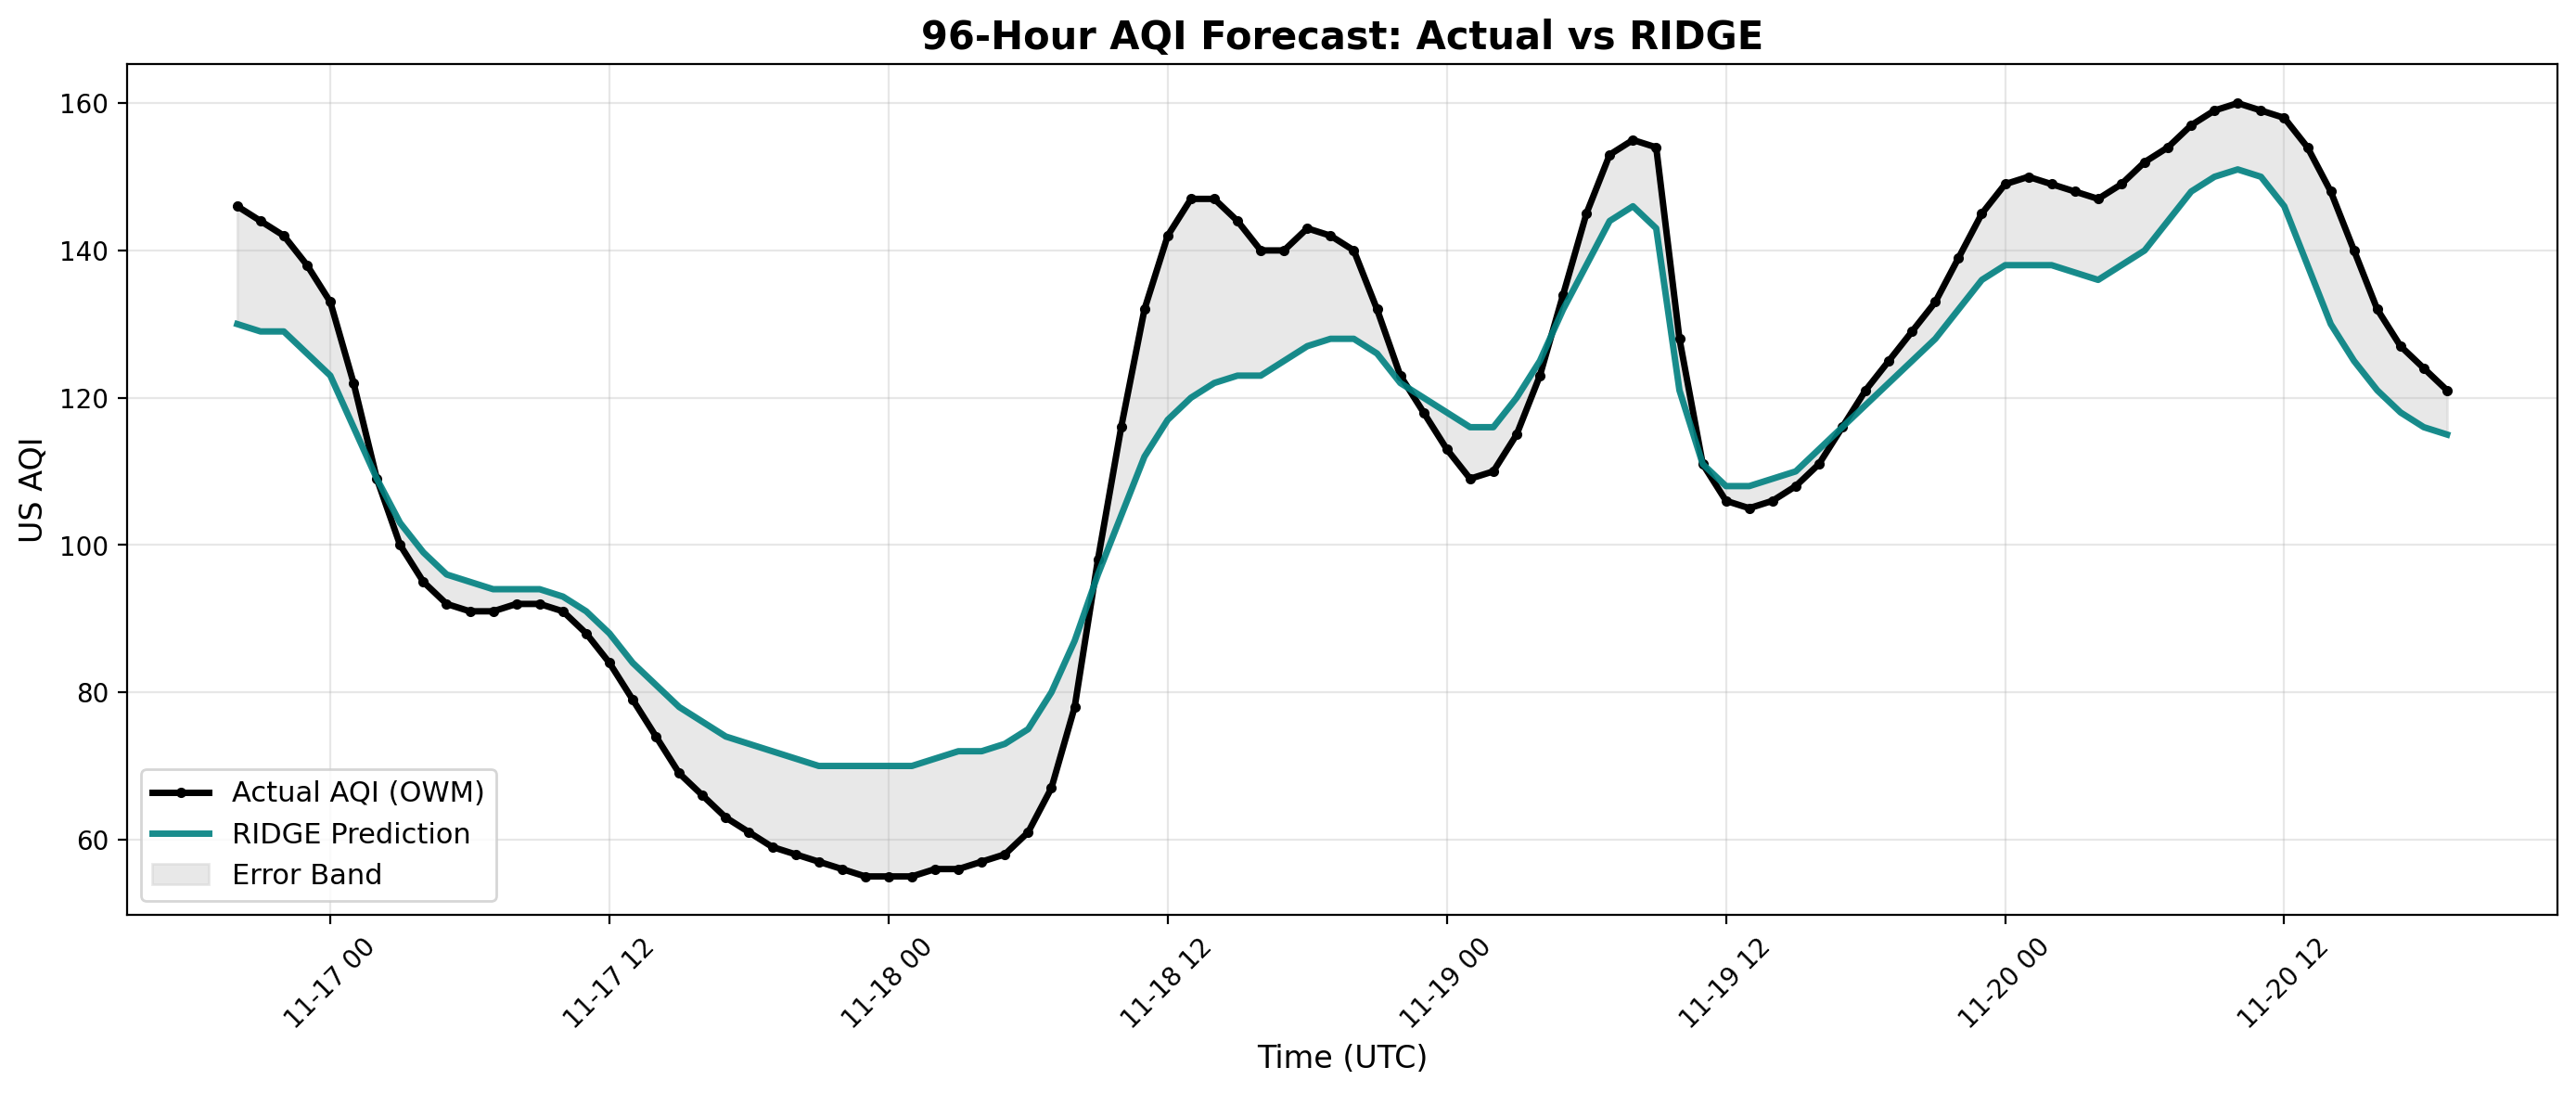 96-Hour AQI Forecast: Actual vs RIDGE
US AQI
160
140
120
100
80
60
Actual AQI (OWM)
RIDGE Prediction
Error Band
11-17 00
11-17 12
11-18 00
11-18 12
11-19 00
11-19 12
11-20 00
11-20 12
Time (UTC)